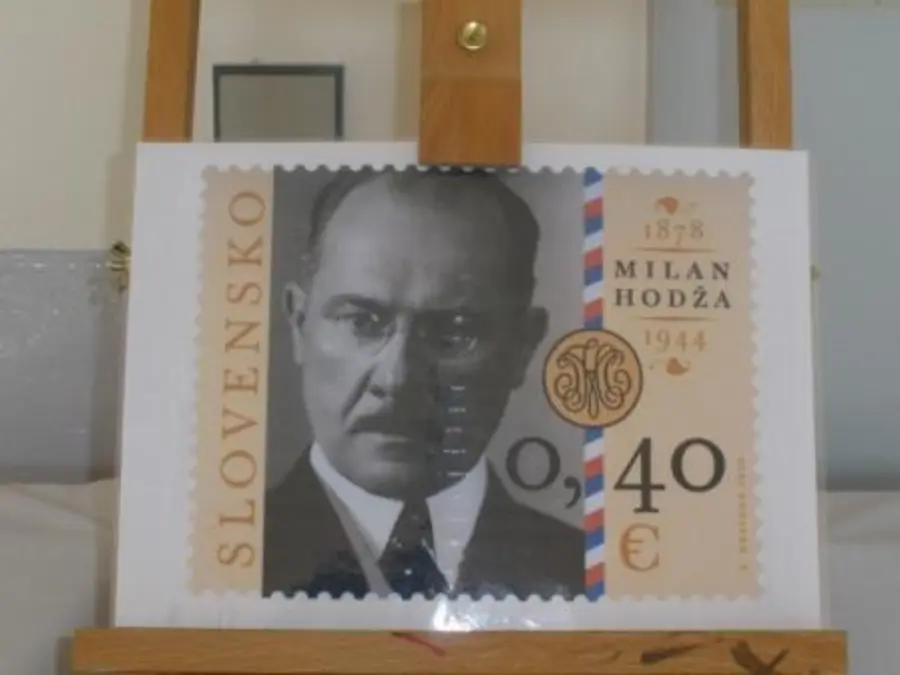 SLOVENSKO
1878
MILAN
HODŽA
1944
0,40
€